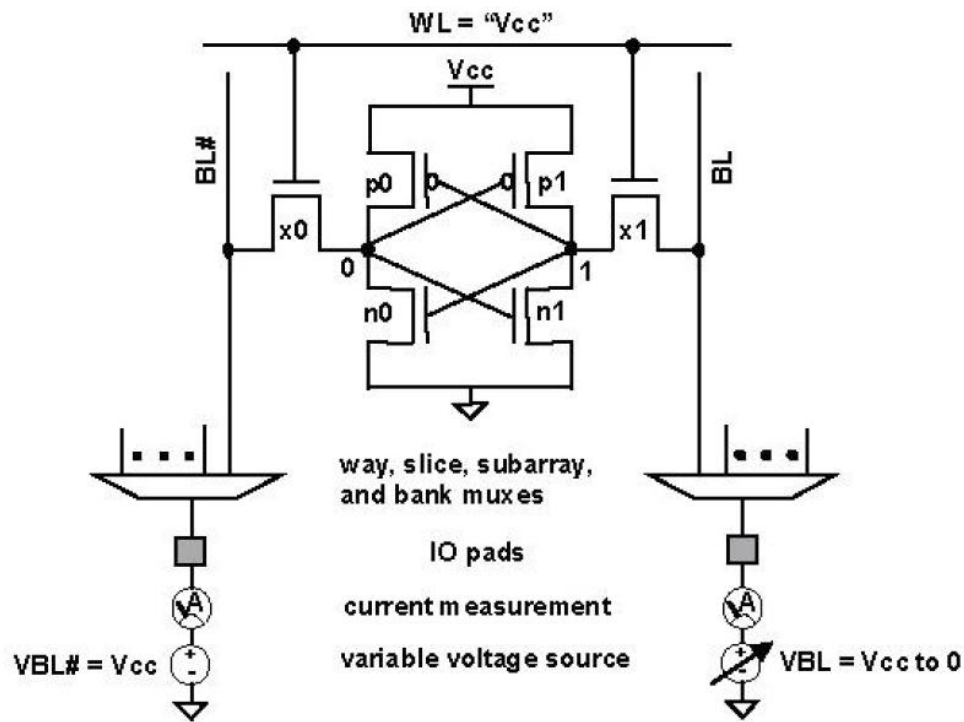 WL = “Vcc”
Vcc
BL#
BL
p0
p1
x0
x1
0
1
n0
n1
way, slice, subarray,
and bank muxes
IO pads
A
current measurement
A
VBL# = Vcc
+
-
variable voltage source
+
-
VBL = Vcc to 0